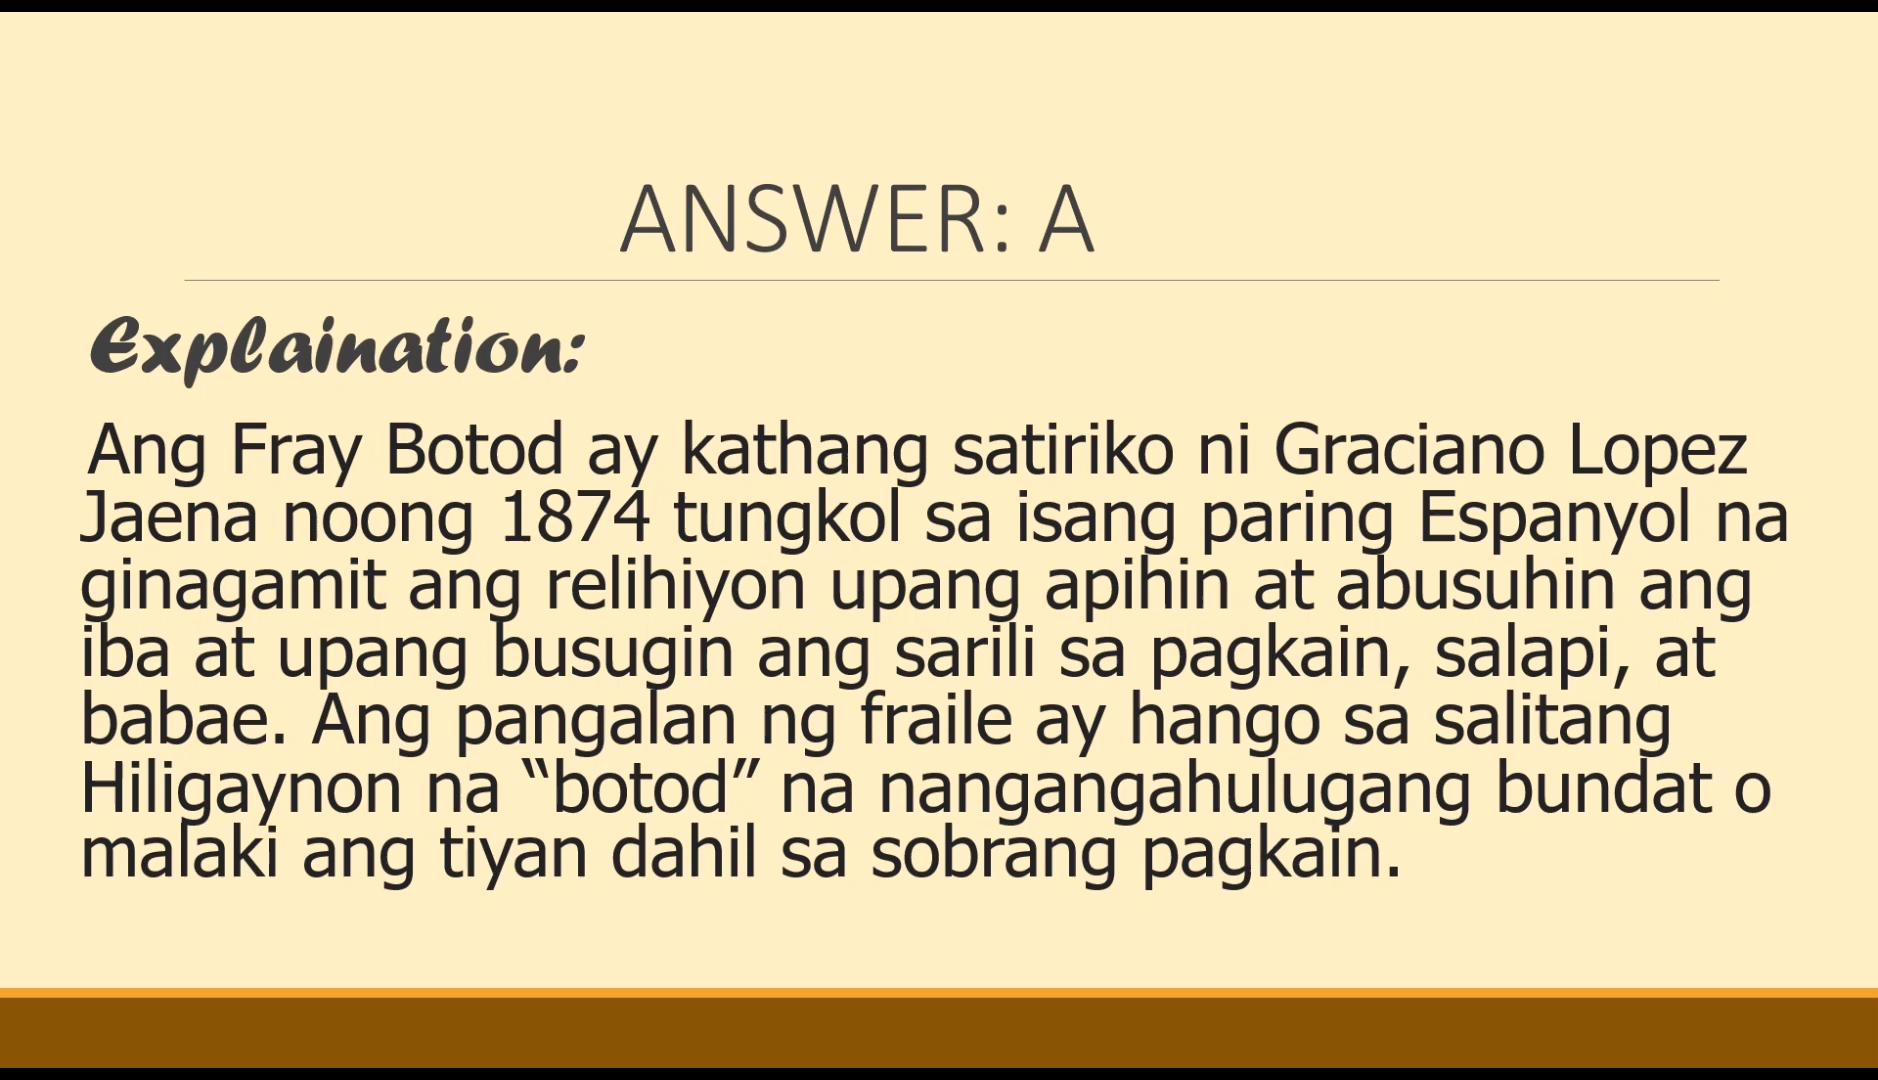 ANSWER: A
Explaination:
Ang Fray Botod ay kathang satiriko ni Graciano Lopez
Jaena noong 1874 tungkol sa isang paring Espanyol na
ginagamit ang relihiyon upang apihin at abusuhin ang
iba at upang busugin ang sarili sa pagkain, salapi, at
babae. Ang pangalan ng fraile ay hango sa salitang
Hiligaynon na “botod” na nangangahulugang bundat o
malaki ang tiyan dahil sa sobrang pagkain.